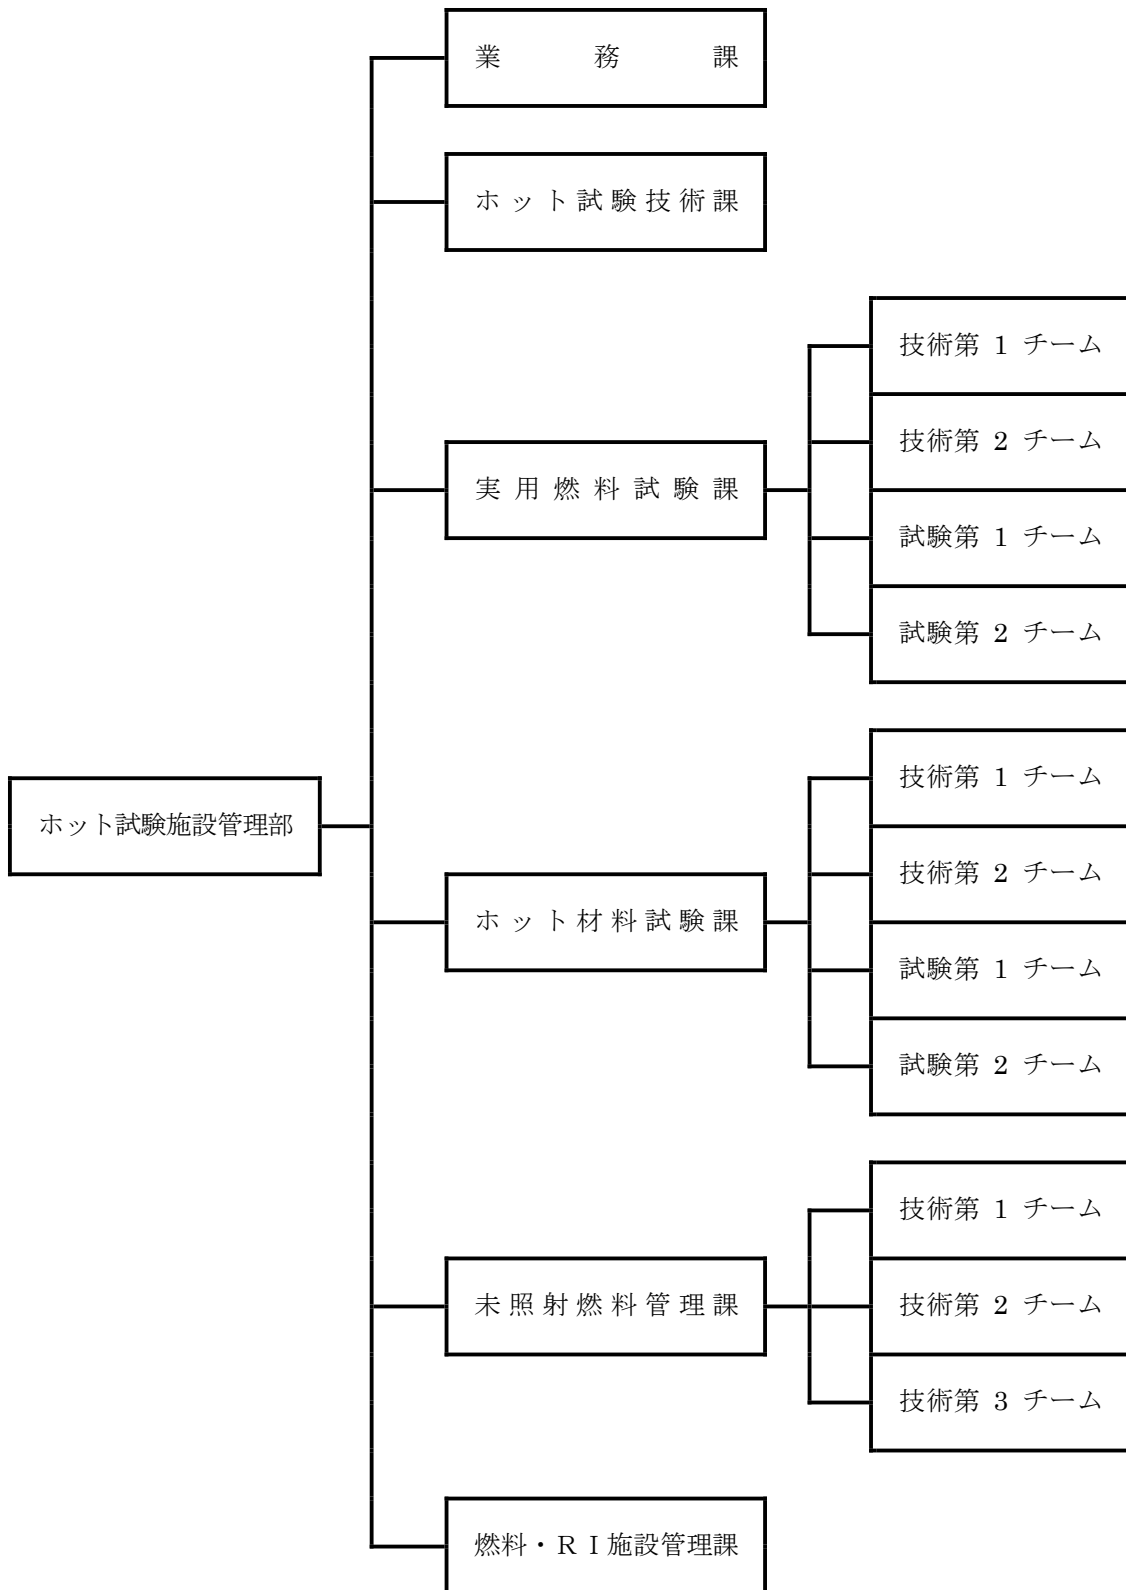 業務課
ホット試験技術課
技術第 1 チーム
技術第 2 チーム
実用燃料試験課
試験第 1 チーム
試験第 2 チーム
技術第 1 チーム
ホット試験施設管理部
技術第 2 チーム
ホット材料試験課
試験第 1 チーム
試験第 2 チーム
技術第 1 チーム
未照射燃料管理課
技術第 2 チーム
技術第 3 チーム
燃料・ＲＩ施設管理課